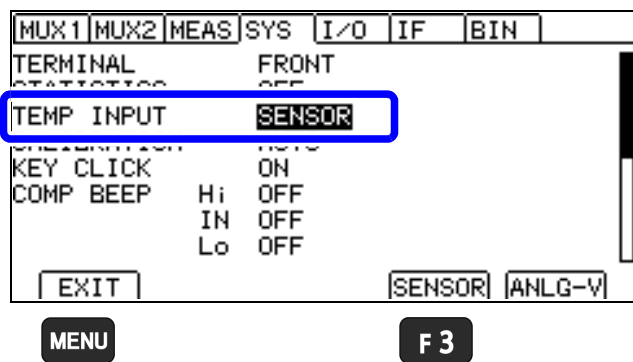 MUX1 MUX2 MEAS SYS I/O IF BIN
TERMINAL FRONT
TEMP INPUT SENSOR
KEY CLICK ON
COMP BEEP Hi OFF
IN OFF
Lo OFF
EXIT SENSOR ANLG-V
MENU F3